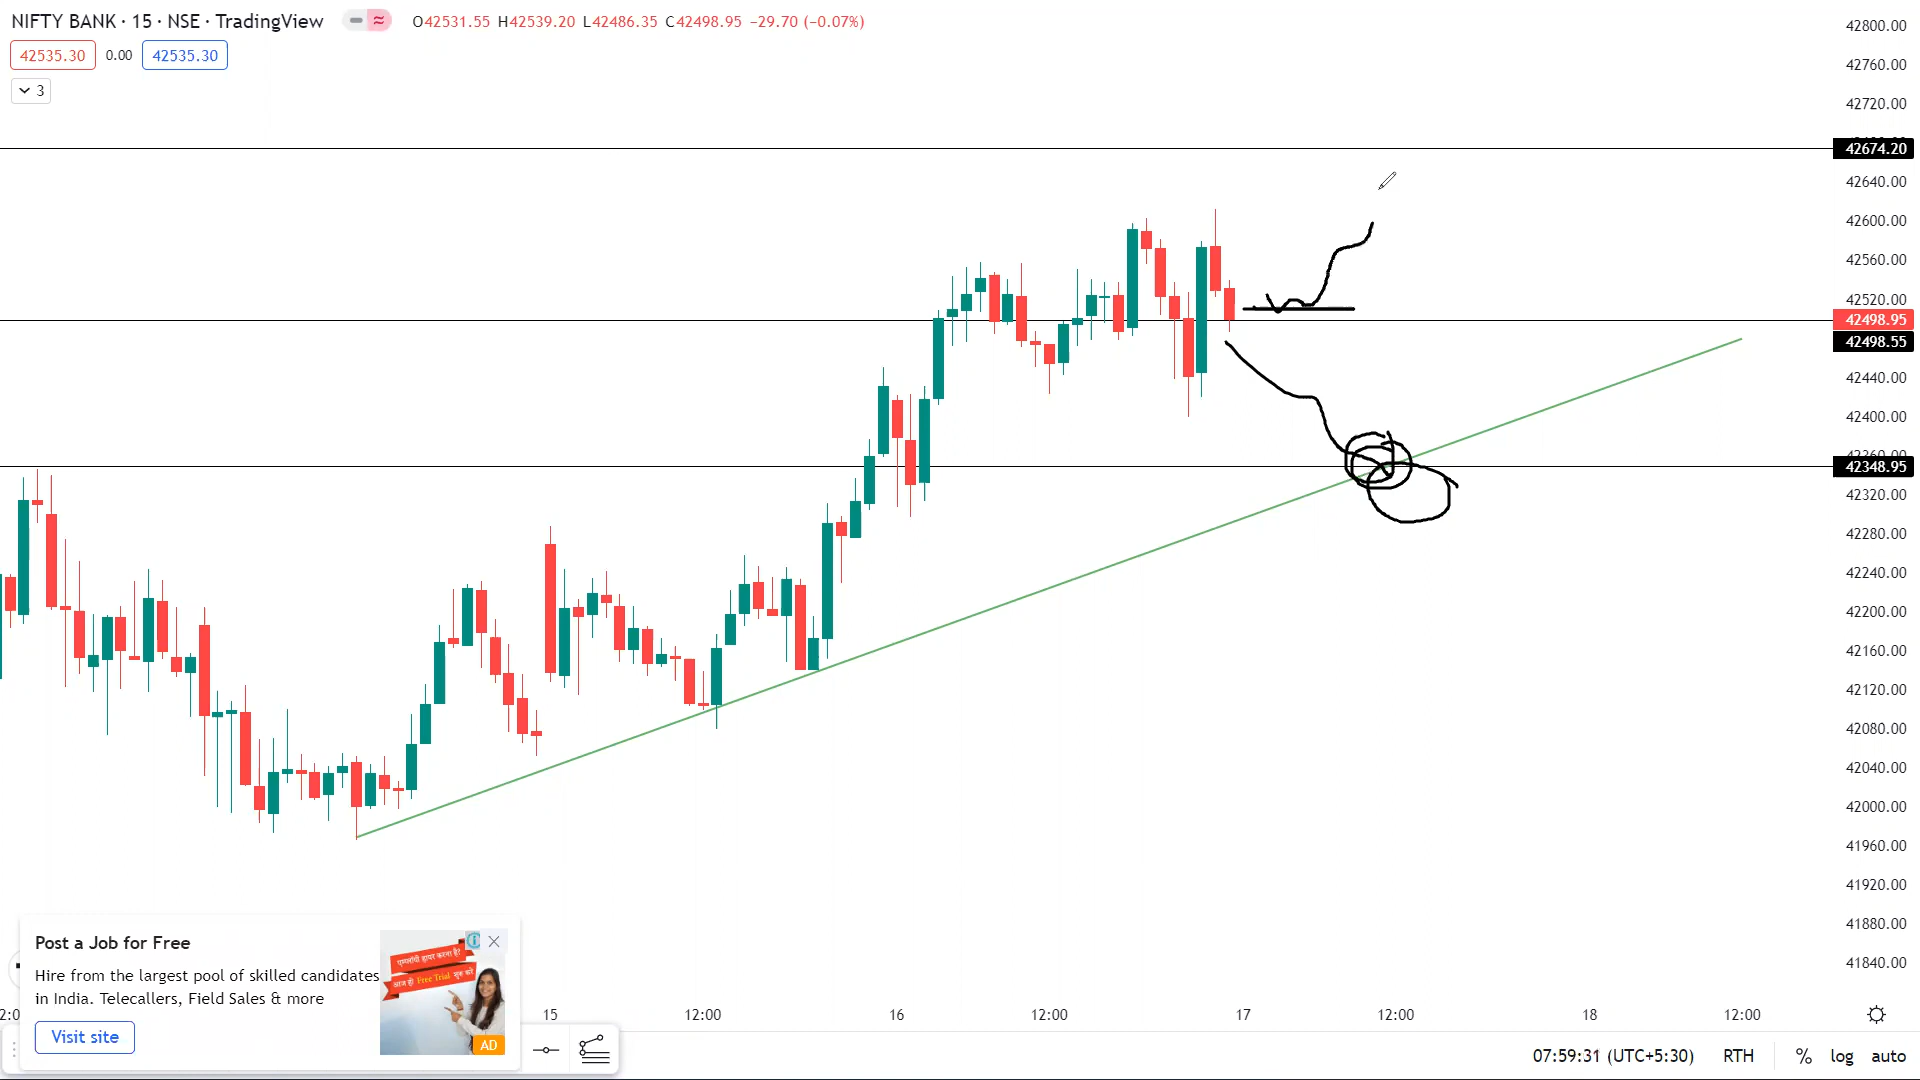 NIFTY BANK · 15 · NSE · TradingView
O42531.55 H42539.20 L42486.35 C42498.95 −29.70 (−0.07%)
42535.30 0.00 42535.30
3
42800.00
42760.00
42720.00
42674.20
42640.00
42600.00
42560.00
42520.00
42498.95
42498.55
42440.00
42400.00
42348.95
42320.00
42280.00
42240.00
42200.00
42160.00
42120.00
42080.00
42040.00
42000.00
41960.00
41920.00
41880.00
41840.00
Post a Job for Free
Hire from the largest pool of skilled candidates
in India. Telecallers, Field Sales & more
Visit site
आज ही Free Trial शुरू करे
AD
15 12:00 16 12:00 17 12:00 18 12:00
07:59:31 (UTC+5:30) RTH % log auto